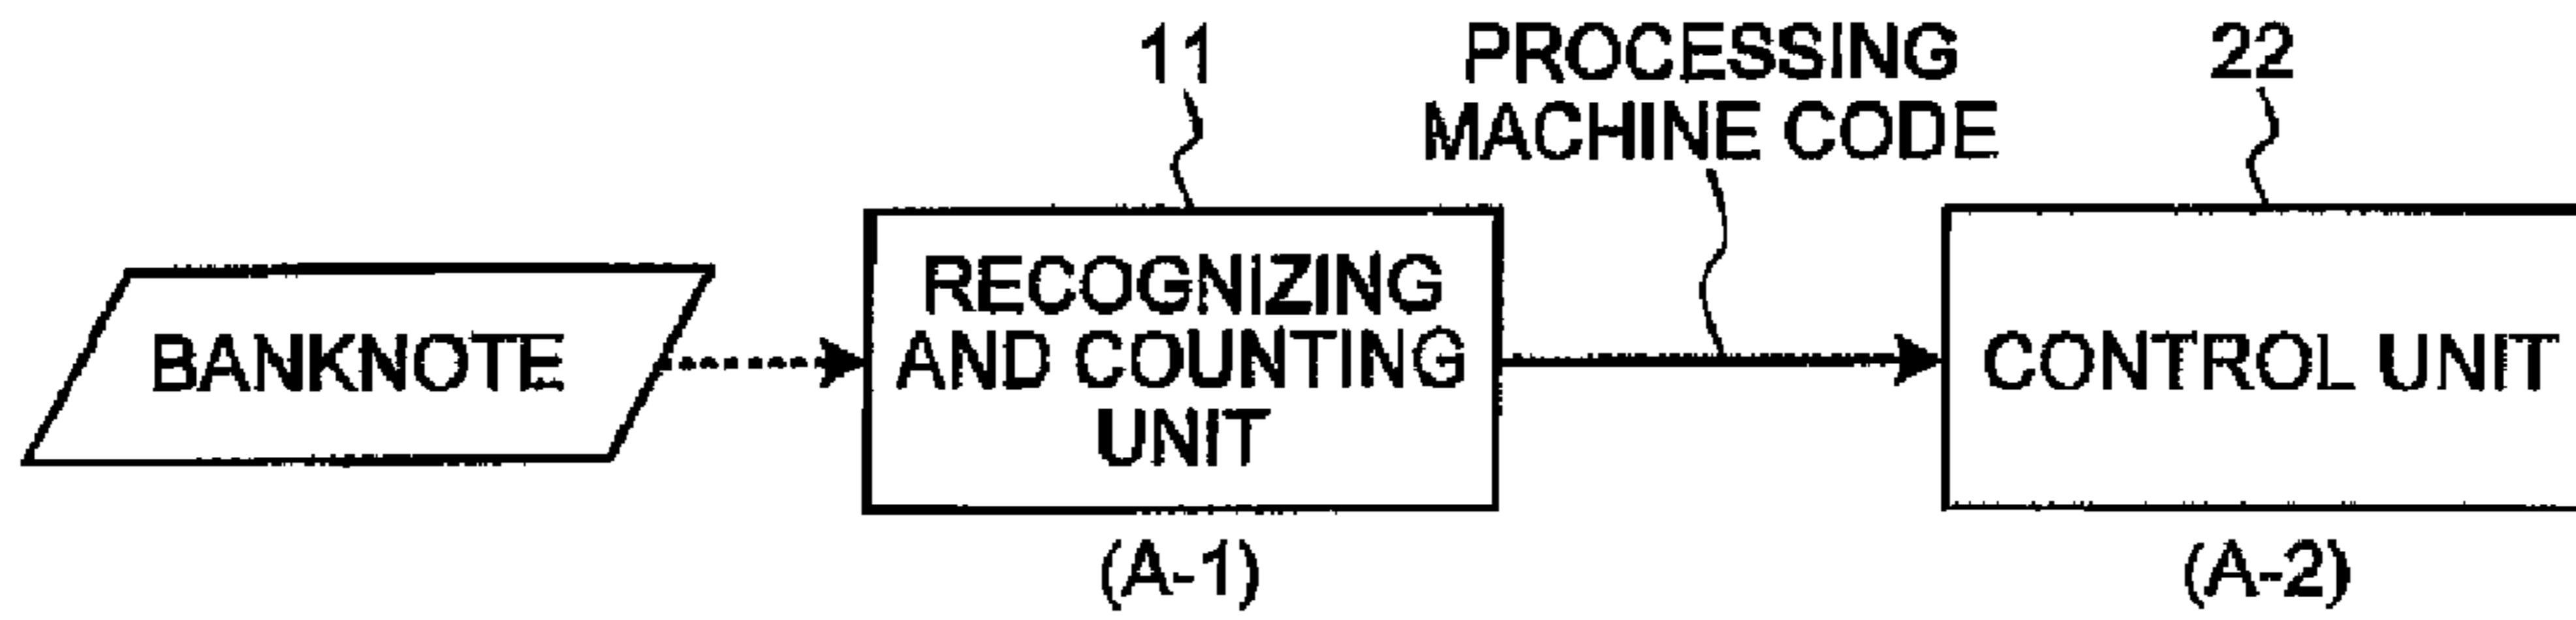 11
PROCESSING
MACHINE CODE
22
BANKNOTE
RECOGNIZING
AND COUNTING
UNIT
CONTROL UNIT
(A-1)
(A-2)